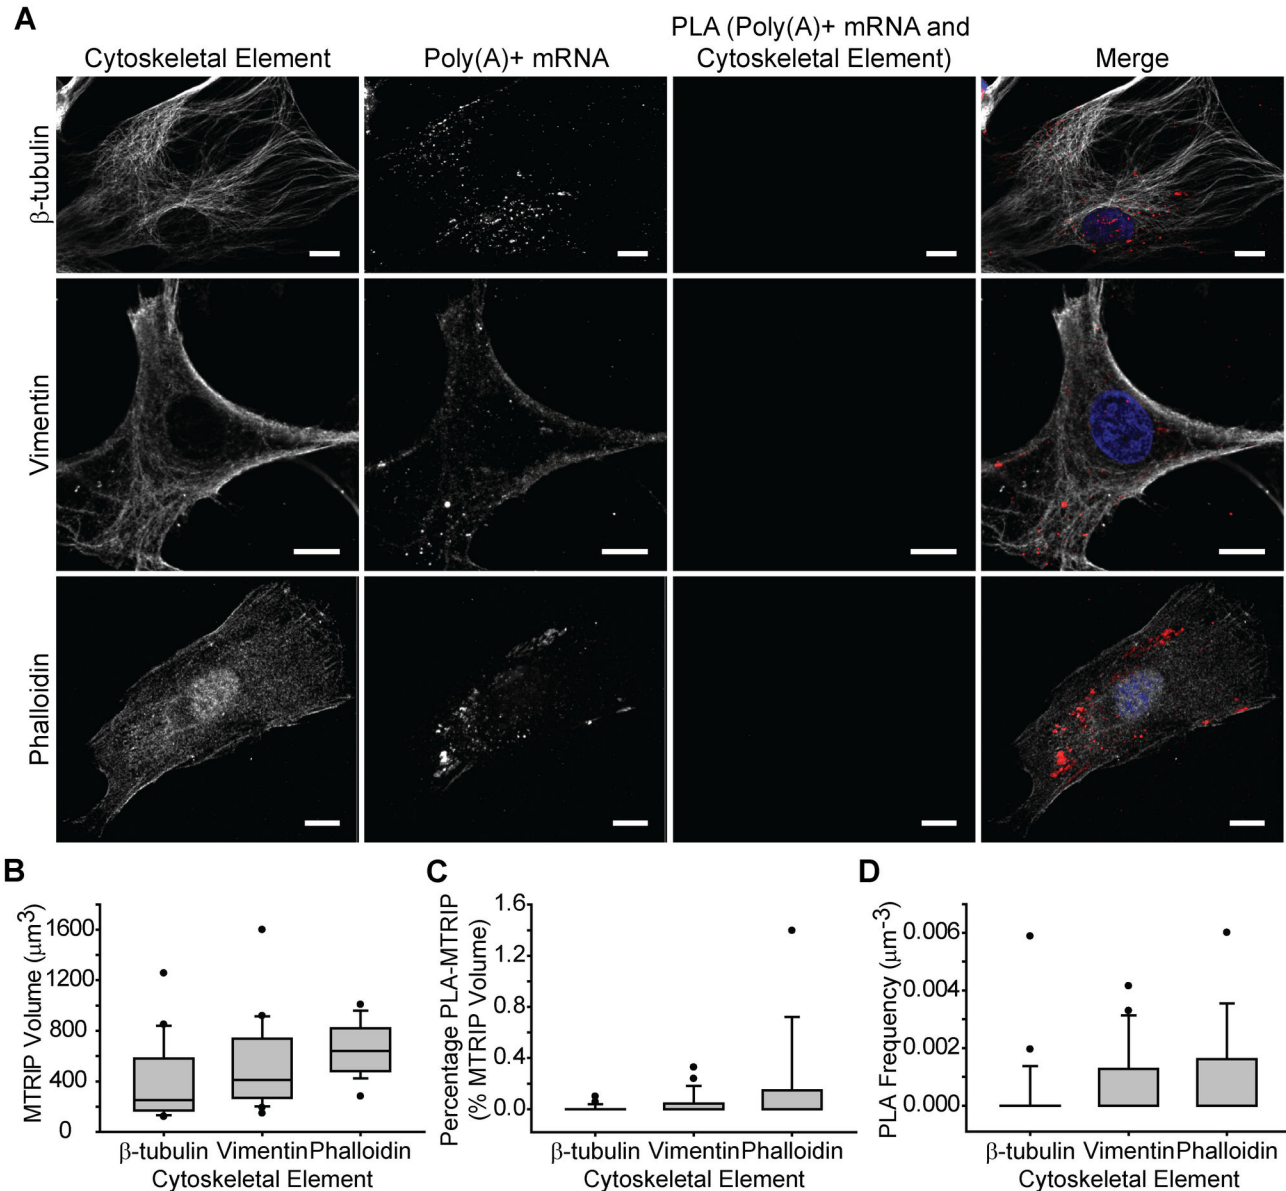 A
Cytoskeletal Element
Poly(A)+ mRNA
PLA (Poly(A)+ mRNA and
Cytoskeletal Element)
Merge
β-tubulin
Vimentin
Phalloidin
B
MTRIP Volume (μm³)
1600
1200
800
400
0
β-tubulin Vimentin Phalloidin
Cytoskeletal Element
C
Percentage PLA-MTRIP
(% MTRIP Volume)
1.6
1.2
0.8
0.4
0.0
β-tubulin Vimentin Phalloidin
Cytoskeletal Element
D
PLA Frequency (μm⁻³)
0.006
0.004
0.002
0.000
β-tubulin Vimentin Phalloidin
Cytoskeletal Element